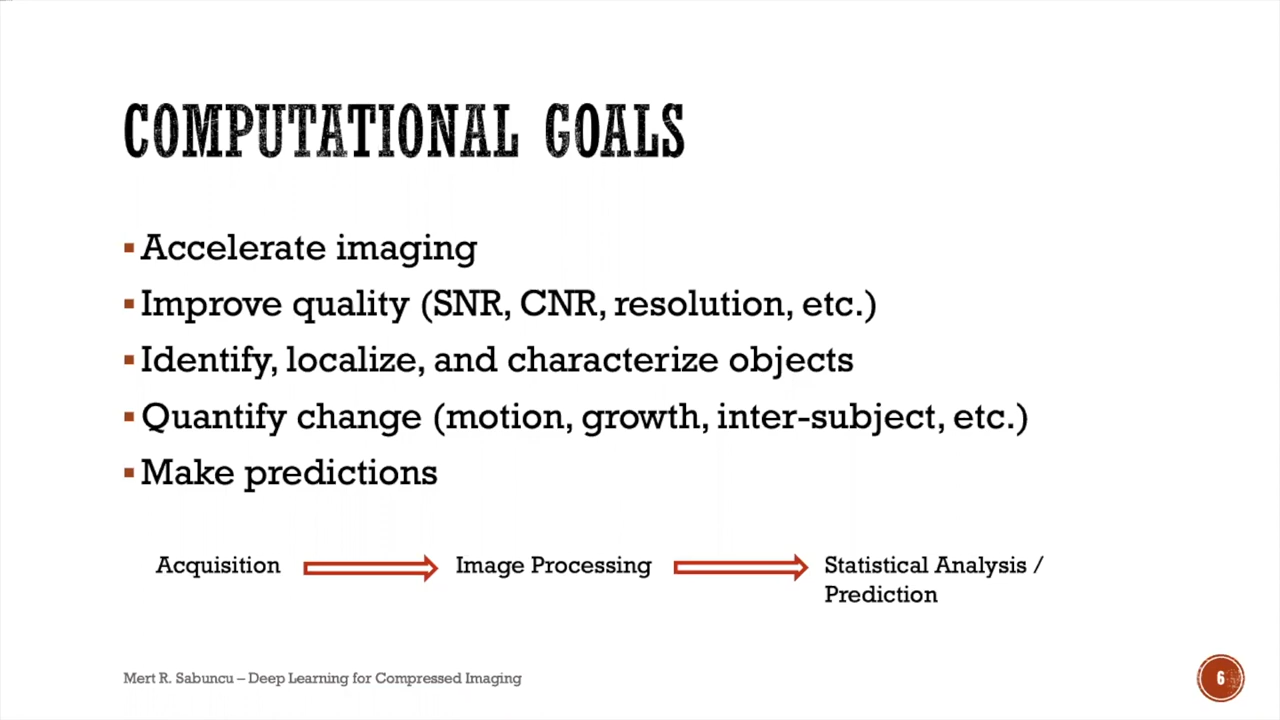 COMPUTATIONAL GOALS
Accelerate imaging
Improve quality (SNR, CNR, resolution, etc.)
Identify, localize, and characterize objects
Quantify change (motion, growth, inter-subject, etc.)
Make predictions
Acquisition
Image Processing
Statistical Analysis /
Prediction
Mert R. Sabuncu – Deep Learning for Compressed Imaging
6